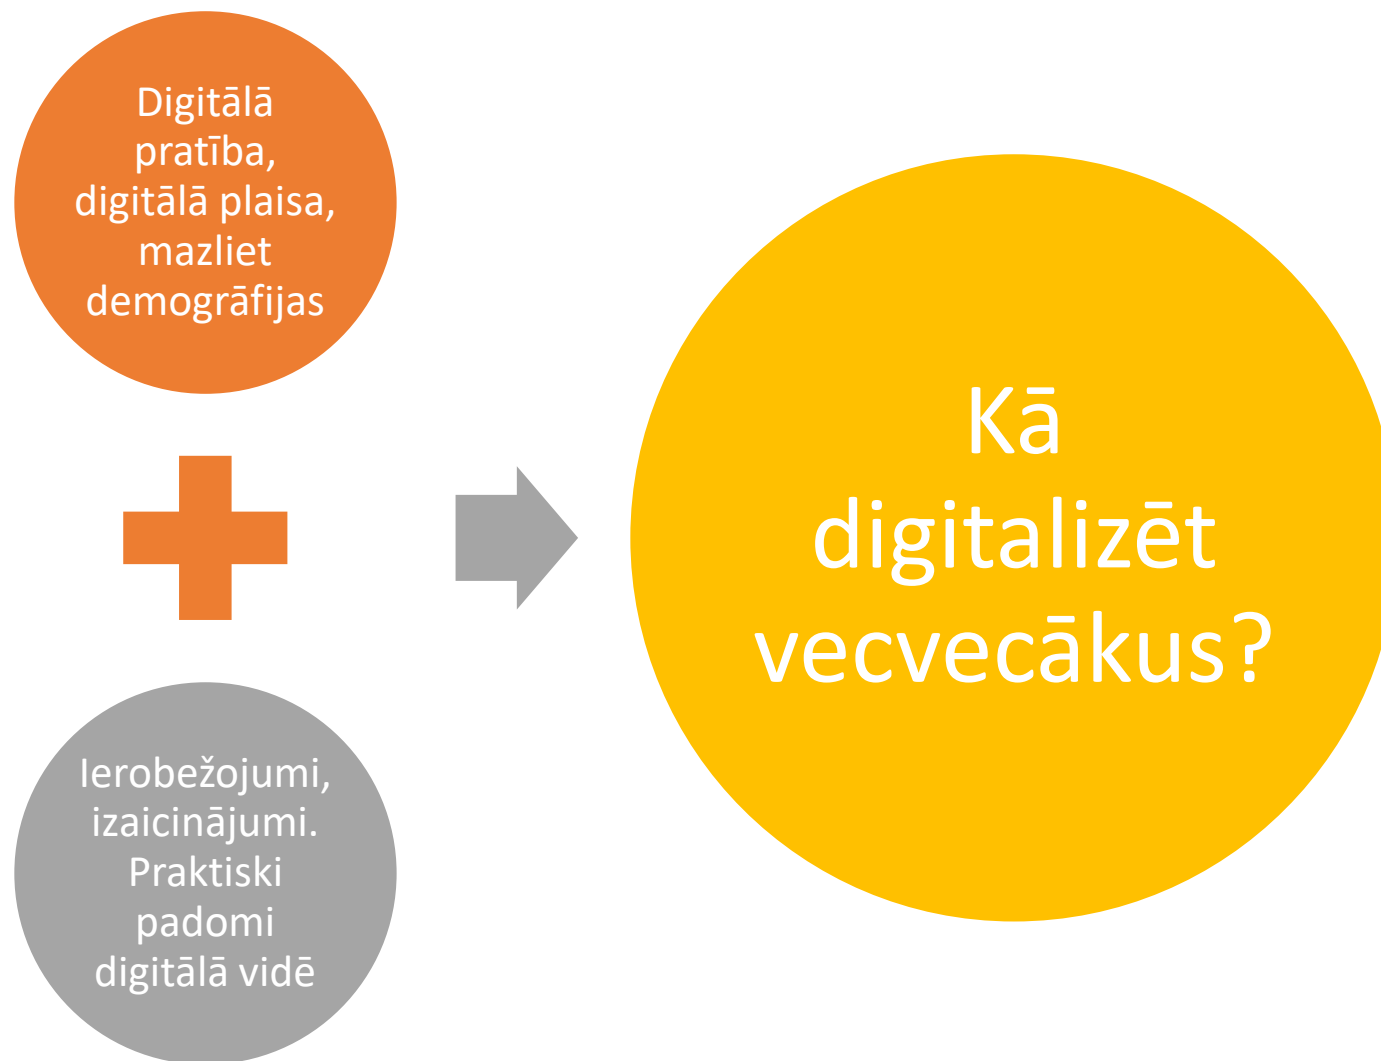 Digitālā
pratība,
digitālā plaisa,
mazliet
demogrāfijas
Ierobežojumi,
izaicinājumi.
Praktiski
padomi
digitālā vidē
Kā
digitalizēt
vecvecākus?